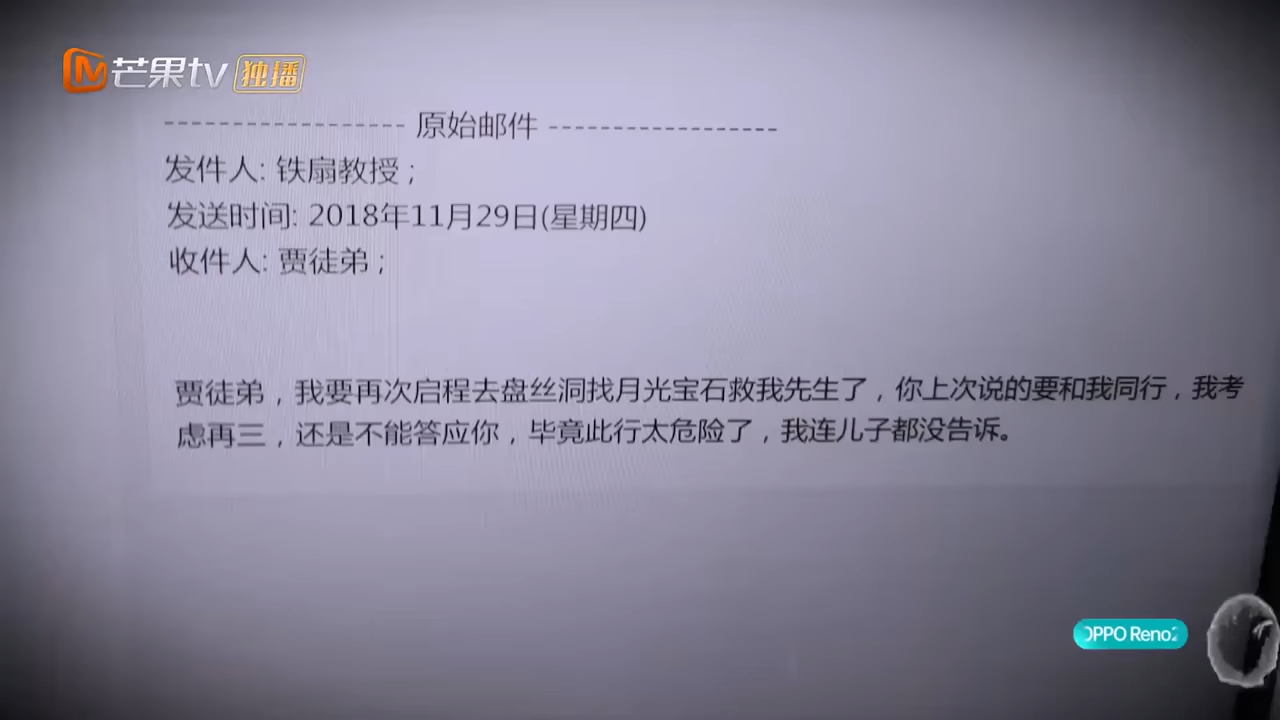 芒果tv 独播
------------------ 原始邮件 ------------------
发件人: 铁扇教授 ;
发送时间: 2018年11月29日(星期四)
收件人: 贾徒弟 ;
贾徒弟，我要再次启程去盘丝洞找月光宝石救我先生了，你上次说的要和我同行，我考
虑再三，还是不能答应你，毕竟此行太危险了，我连儿子都没告诉。
OPPO Reno2